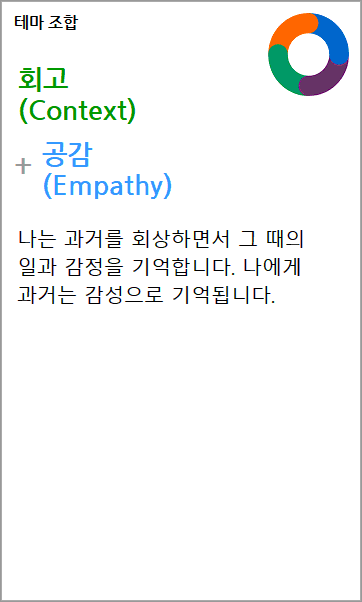 테마 조합
회고
(Context)
+ 공감
(Empathy)
나는 과거를 회상하면서 그 때의
일과 감정을 기억합니다. 나에게
과거는 감성으로 기억됩니다.